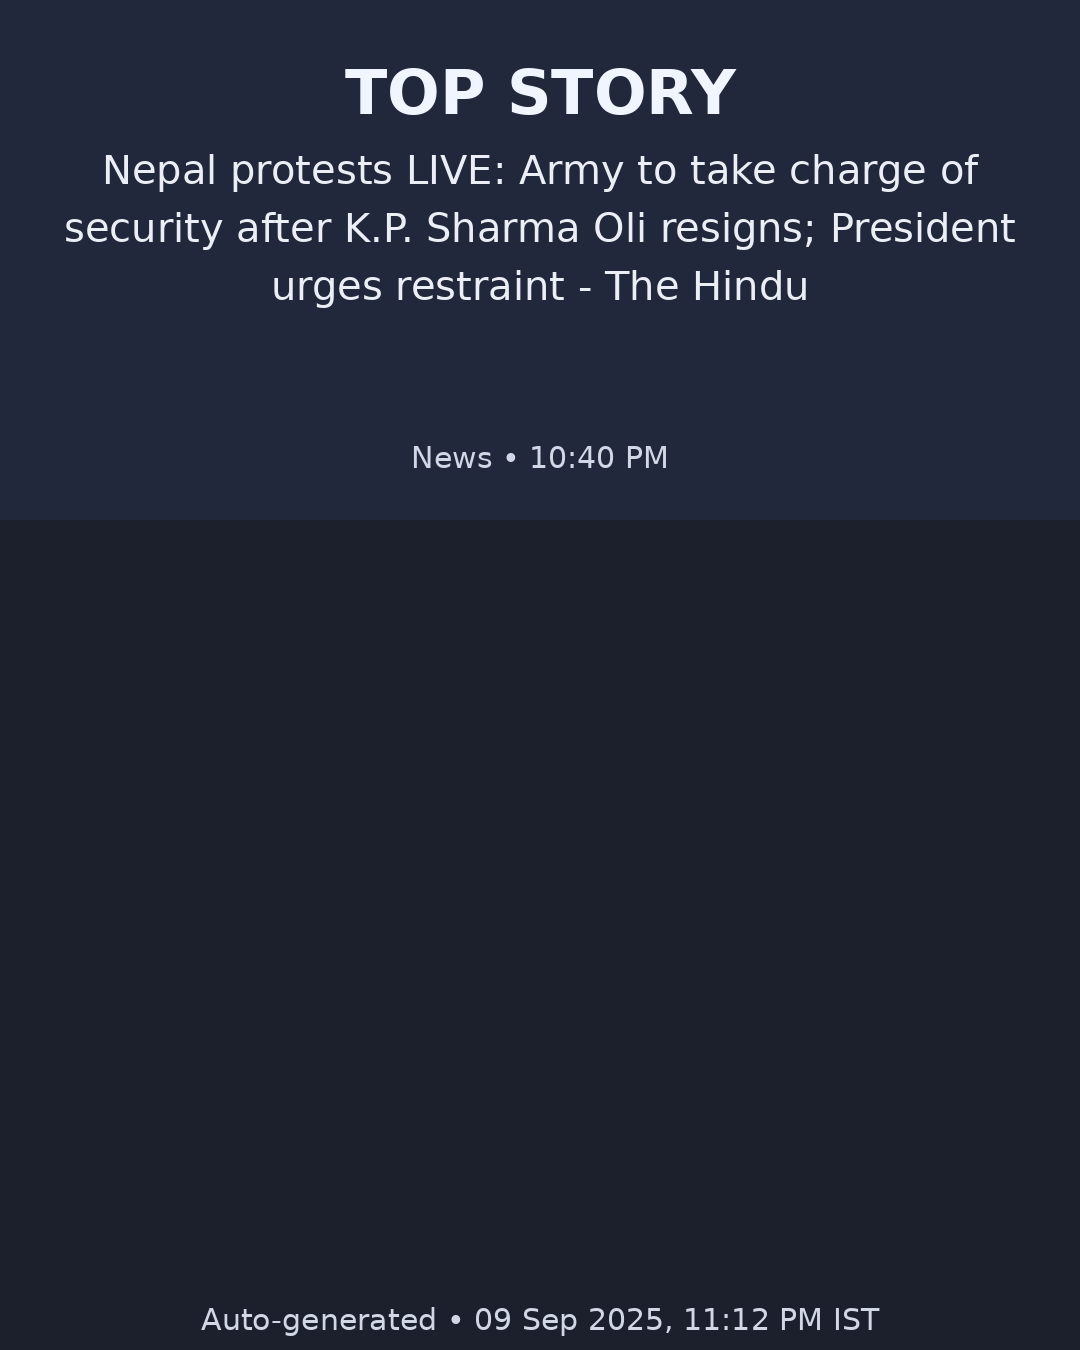 TOP STORY
Nepal protests LIVE: Army to take charge of
security after K.P. Sharma Oli resigns; President
urges restraint - The Hindu
News • 10:40 PM
Auto-generated • 09 Sep 2025, 11:12 PM IST